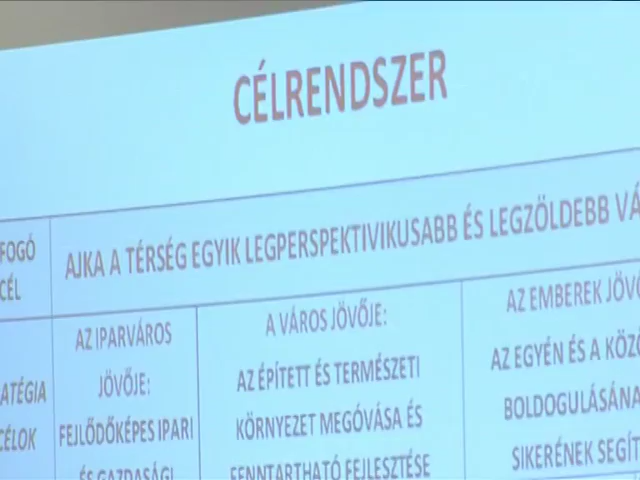 CÉLRENDSZER
FOGÓ
CÉL
AJKA A TÉRSÉG EGYIK LEGPERSPEKTIVIKUSABB ÉS LEGZÖLDEBB VÁ
ATÉGIA
CÉLOK
AZ IPARVÁROS
JÖVŐJE:
FEJLŐDŐKÉPES IPARI
ÉS GAZDASÁGI
A VÁROS JÖVŐJE:
AZ ÉPÍTETT ÉS TERMÉSZETI
KÖRNYEZET MEGÓVÁSA ÉS
FENNTARTHATÓ FEJLESZTÉSE
AZ EMBEREK JÖV
AZ EGYÉN ÉS A KÖZÖ
BOLDOGULÁSÁNA
SIKERÉNEK SEGÍT